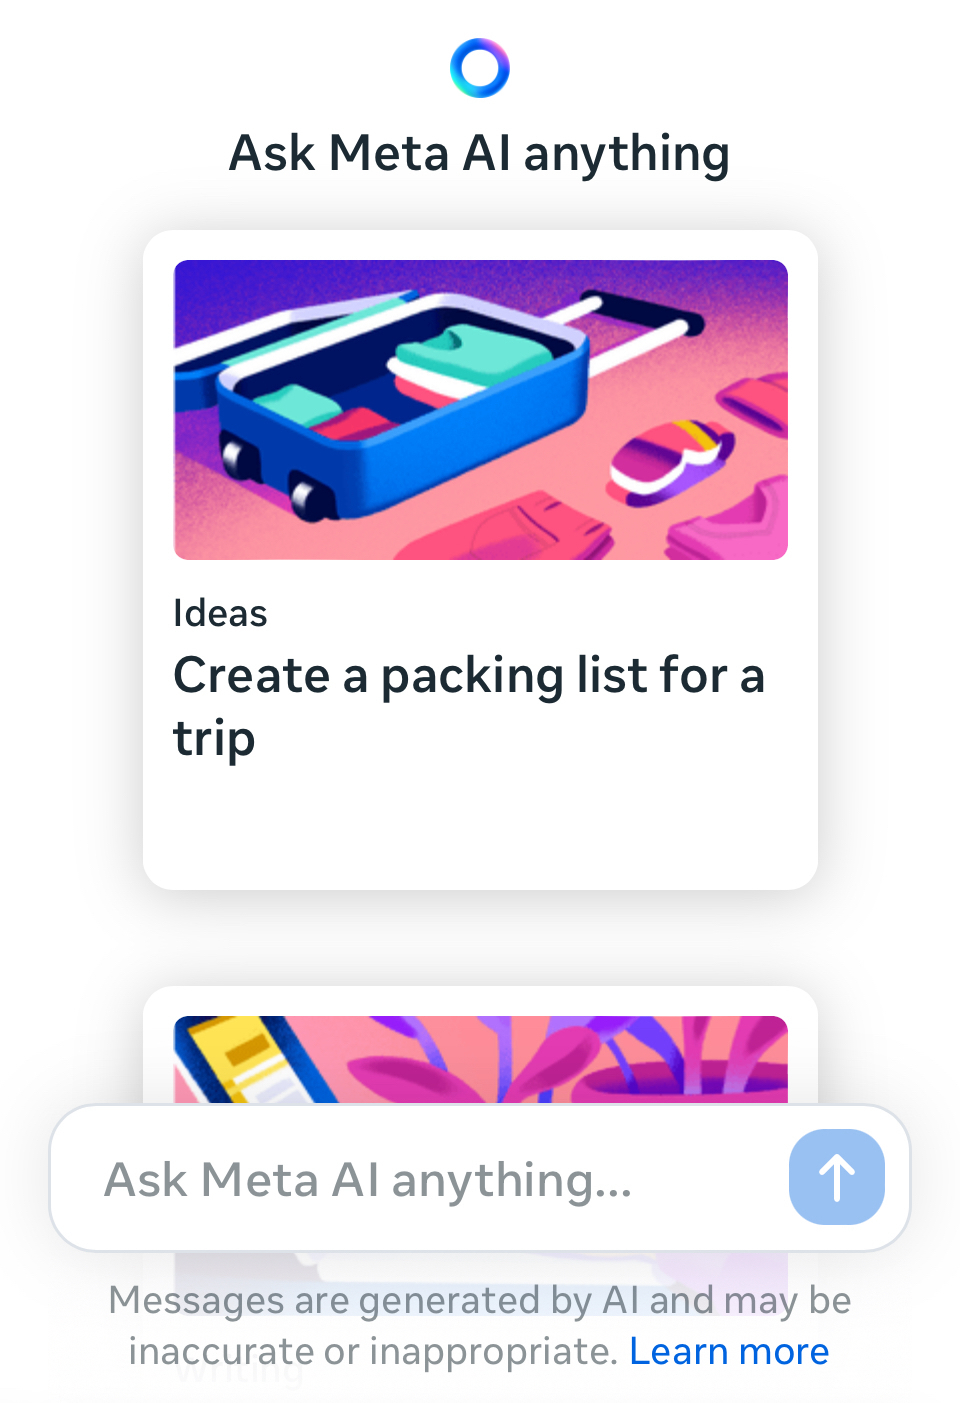 Ask Meta AI anything
Ideas
Create a packing list for a
trip
Ask Meta AI anything...
Messages are generated by AI and may be
inaccurate or inappropriate. Learn more
Writing